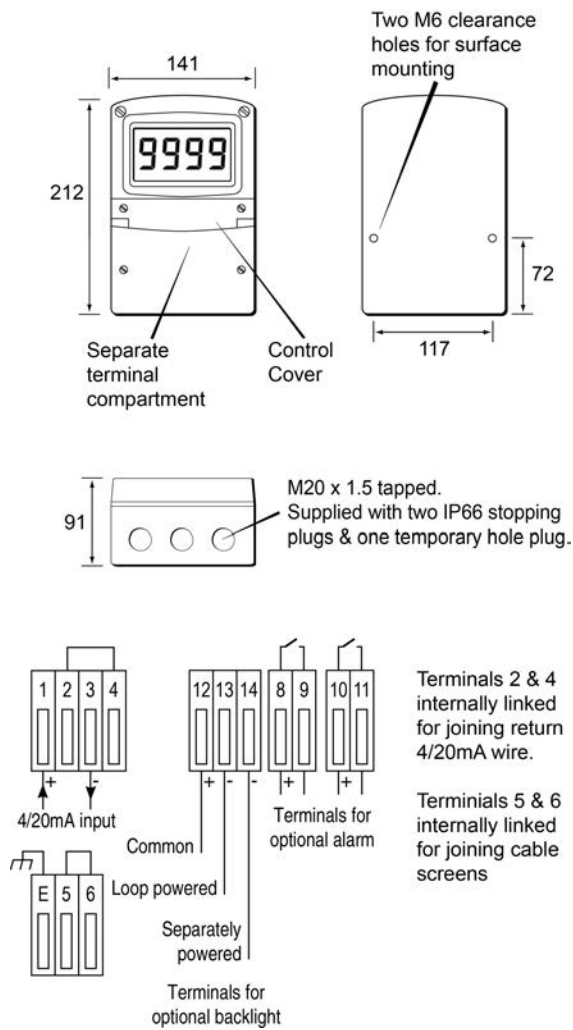 Two M6 clearance
holes for surface
mounting
141
9999
212
72
117
Separate
terminal
compartment
Control
Cover
91
M20 x 1.5 tapped.
Supplied with two IP66 stopping
plugs & one temporary hole plug.
1 2 3 4
+ -
4/20mA input
E 5 6
12 13 14
+ - -
Common
Loop powered
Separately
powered
Terminals for
optional backlight
8 9
+
10 11
+
Terminals for
optional alarm
Terminals 2 & 4
internally linked
for joining return
4/20mA wire.
Terminials 5 & 6
internally linked
for joining cable
screens